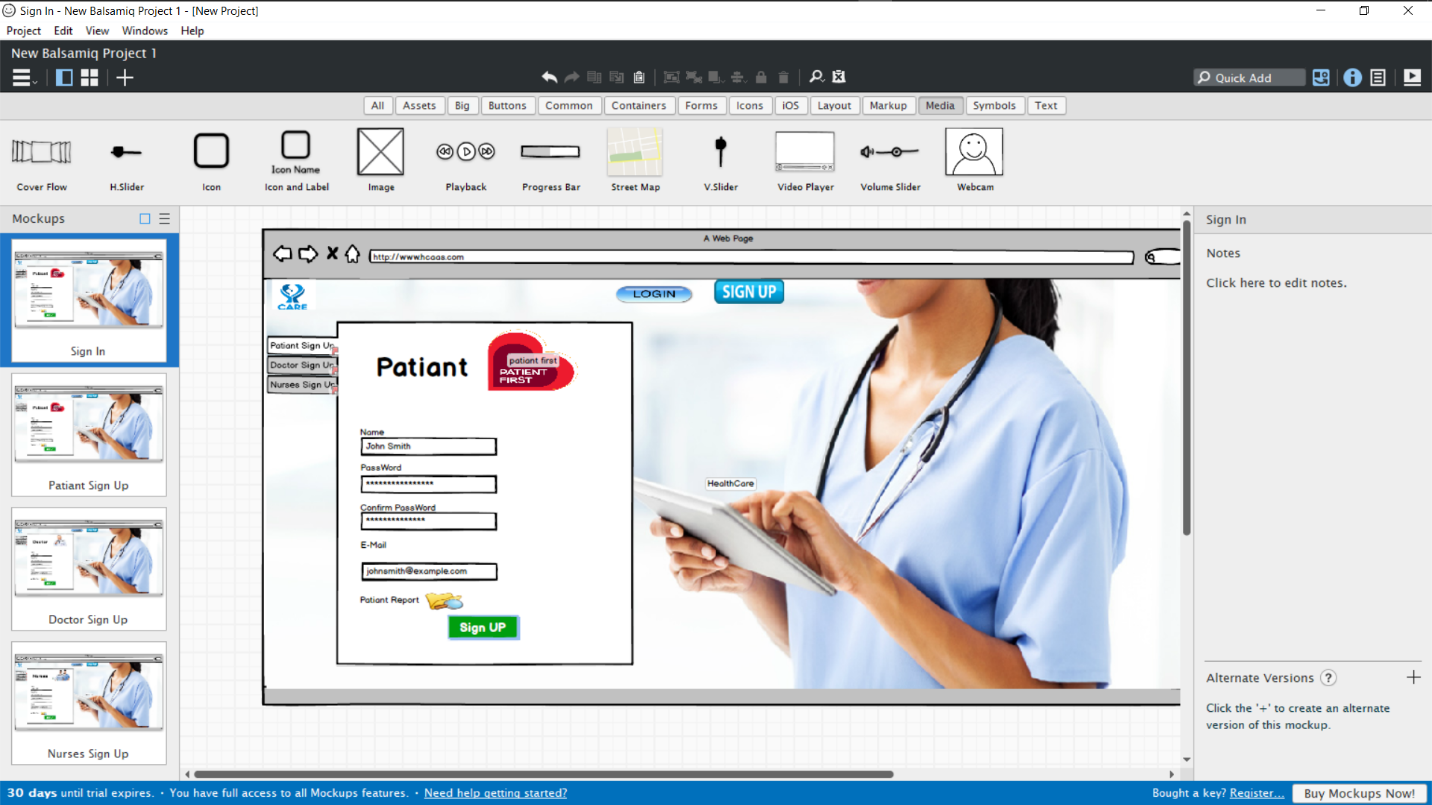 Sign In - New Balsamiq Project 1 - [New Project]
Project Edit View Windows Help
New Balsamiq Project 1
Quick Add
All Assets Big Buttons Common Containers Forms Icons iOS Layout Markup Media Symbols Text
Icon Name
Cover Flow H.Slider Icon Icon and Label Image Playback Progress Bar Street Map V.Slider Video Player Volume Slider Webcam
Mockups
Sign In
Patiant Sign Up
Doctor Sign Up
Nurses Sign Up
A Web Page
http://www.hcaas.com
CARE
LOGIN
SIGN UP
Patiant Sign Up
Doctor Sign Up
Nurses Sign Up
Patiant
patiant first
PATIENT
FIRST
Name
John Smith
PassWord
****************
Confirm PassWord
**************
E-Mail
johnsmith@example.com
Patiant Report
Sign UP
HealthCare
Sign In
Notes
Click here to edit notes.
Alternate Versions ?
Click the '+' to create an alternate
version of this mockup.
30 days until trial expires. · You have full access to all Mockups features. · Need help getting started?
Bought a key? Register... Buy Mockups Now!